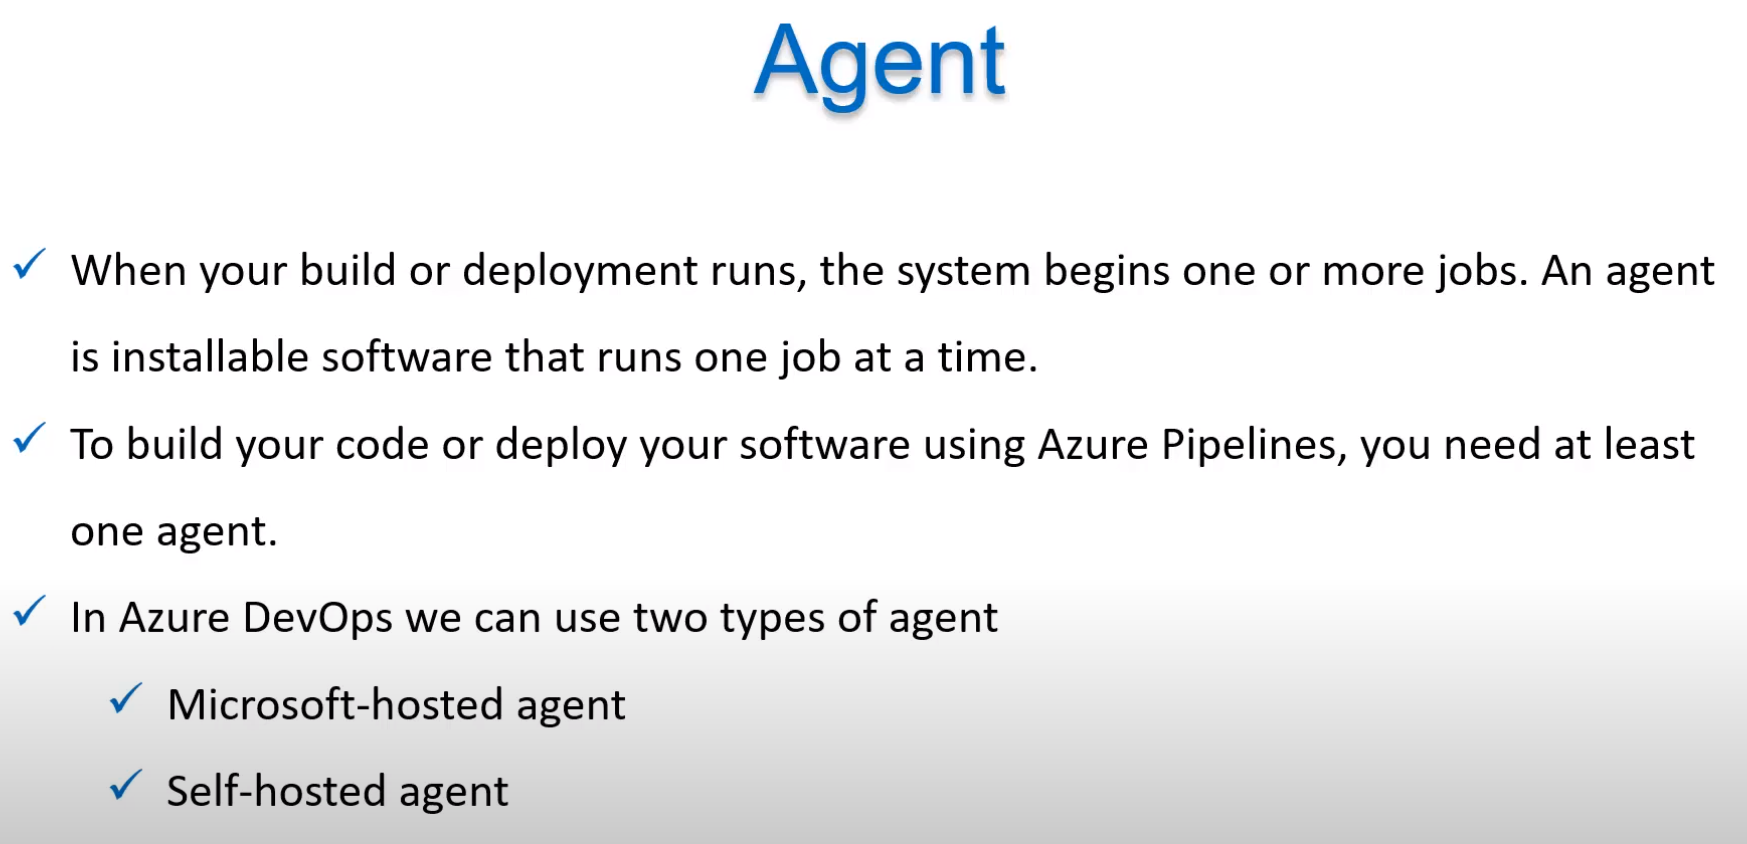 Agent
When your build or deployment runs, the system begins one or more jobs. An agent
is installable software that runs one job at a time.
To build your code or deploy your software using Azure Pipelines, you need at least
one agent.
In Azure DevOps we can use two types of agent
Microsoft-hosted agent
Self-hosted agent